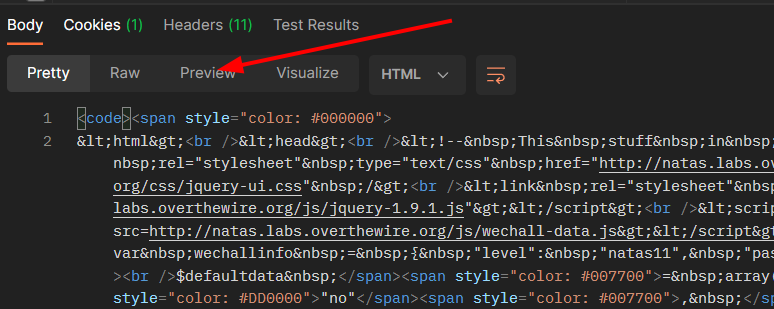 Body Cookies (1) Headers (11) Test Results
Pretty Raw Preview Visualize HTML
1 <code><span style="color: #000000">
2 &lt;html&gt;<br />&lt;head&gt;<br />&lt;!--&nbsp;This&nbsp;stuff&nbsp;in&nbsp;
nbsp;rel="stylesheet"&nbsp;type="text/css"&nbsp;href="http://natas.labs.overthewire.
org/css/jquery-ui.css"&nbsp;/&gt;<br />&lt;link&nbsp;rel="stylesheet"&nb
labs.overthewire.org/js/jquery-1.9.1.js"&gt;&lt;/script&gt;<br />&lt;scrip
src=http://natas.labs.overthewire.org/js/wechall-data.js&gt;&lt;/script&gt
var&nbsp;wechallinfo&nbsp;=&nbsp;{&nbsp;"level":&nbsp;"natas11",&nbsp;"pas
><br />$defaultdata&nbsp;</span><span style="color: #007700">=&nbsp;array(
style="color: #DD0000">"no"</span><span style="color: #007700">,&nbsp;</sp